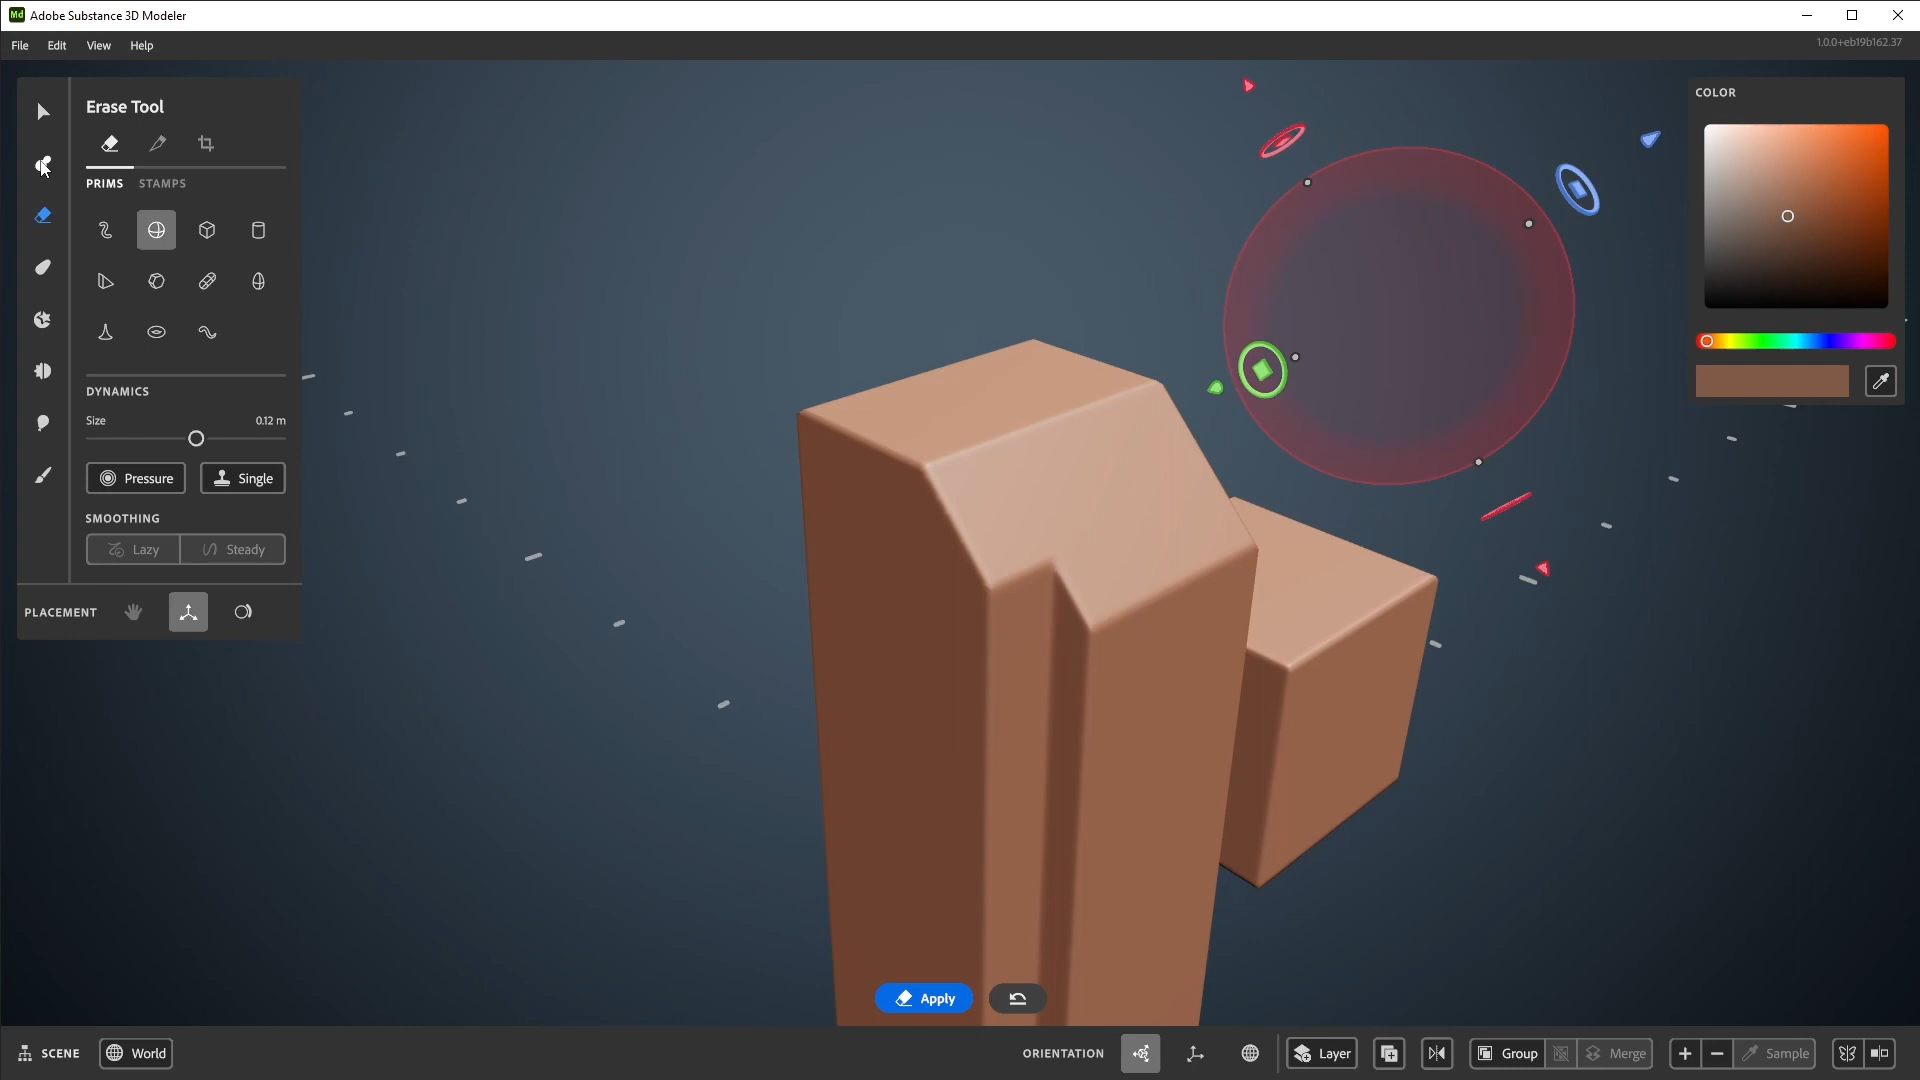 Md Adobe Substance 3D Modeler
File Edit View Help
1.0.0+eb19b162.37
Erase Tool
PRIMS STAMPS
DYNAMICS
Size 0.12 m
Pressure Single
SMOOTHING
Lazy Steady
PLACEMENT
COLOR
Apply
SCENE World
ORIENTATION
Layer
Group Merge
Sample